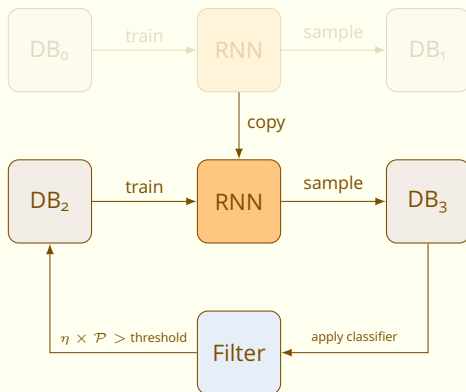 train
sample
DB₀
RNN
DB₁
copy
train
sample
DB₂
RNN
DB₃
η × 𝒫 > threshold
apply classifier
Filter